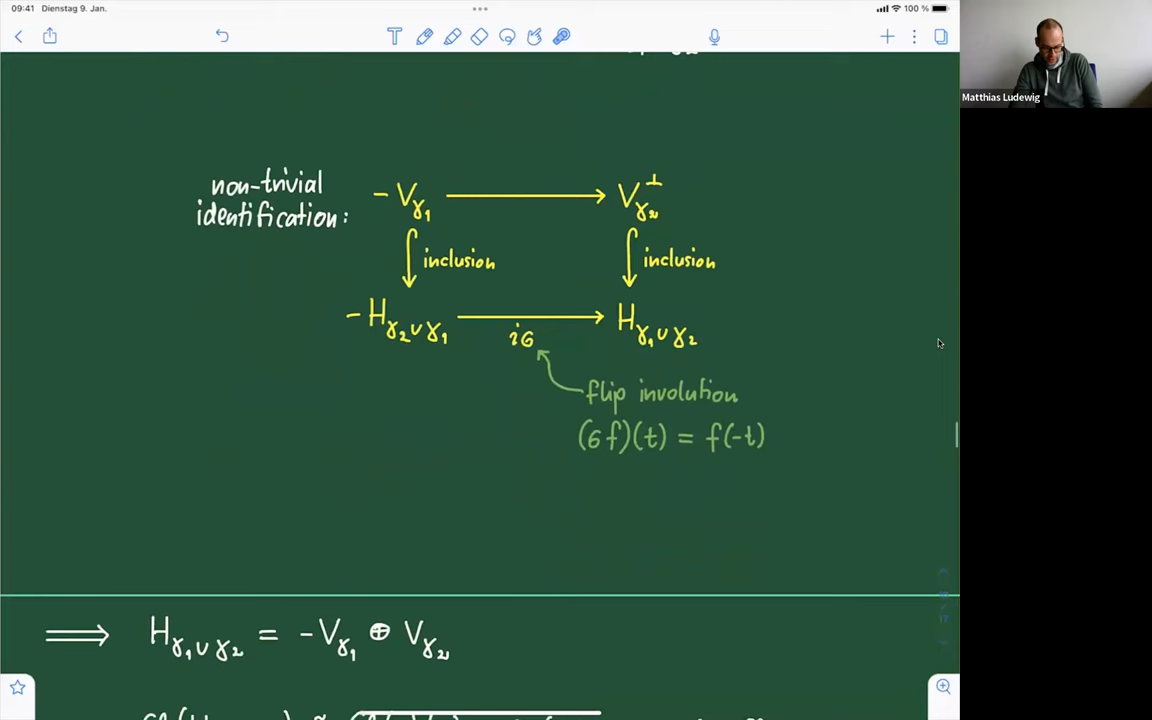 09:41 Dienstag 9. Jan.
100 %
Matthias Ludewig
non-trivial
identification:
-V_γ₁ ⟶ V_γ₂^⊥
inclusion inclusion
-H_γ₂∪γ₁ ⟶ H_γ₁∪γ₂
iσ
flip involution
(σf)(t) = f(-t)
⟹ H_γ₁∪γ₂ = -V_γ₁ ⊕ V_γ₂